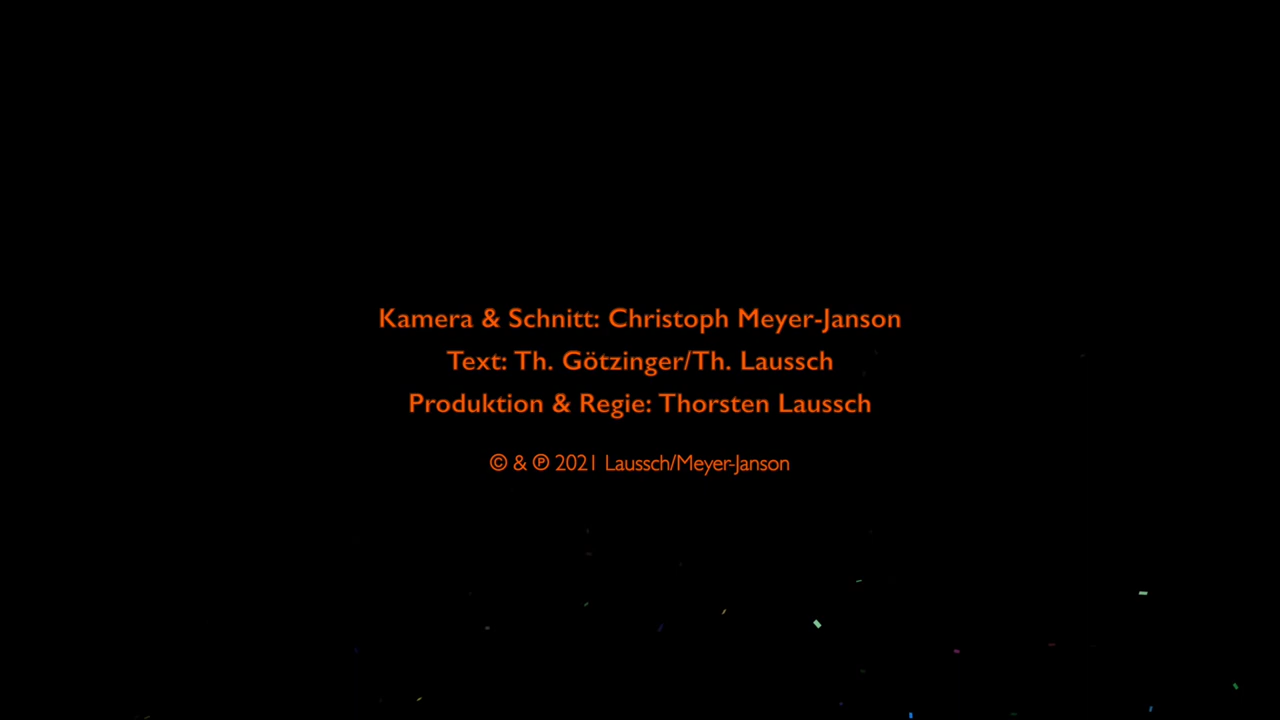 Kamera & Schnitt: Christoph Meyer-Janson
Text: Th. Götzinger/Th. Laussch
Produktion & Regie: Thorsten Laussch
© & ℗ 2021 Laussch/Meyer-Janson